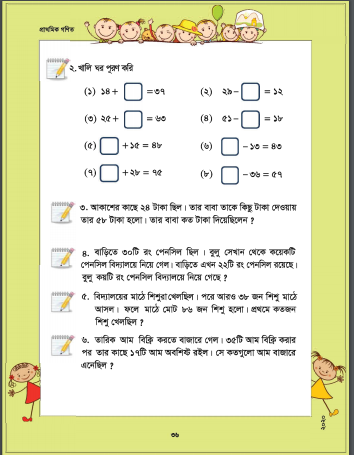 প্রাথমিক গণিত
২. খালি ঘর পূরণ করি
(১) ১৪ + = ৩৭ (২) ২৯ – = ১২
(৩) ২৫ + = ৬৩ (৪) ৫১ – = ১৮
(৫) + ১৫ = ৪৮ (৬) – ১৩ = ৪৩
(৭) + ২৮ = ৭৫ (৮) – ৩৬ = ৫৭
৩. আকাশের কাছে ২৪ টাকা ছিল। তার বাবা তাকে কিছু টাকা দেওয়ায়
তার ৫৮ টাকা হলো। তার বাবা কত টাকা দিয়েছিলেন ?
৪. বাড়িতে ৩০টি রং পেনসিল ছিল । বুলু সেখান থেকে কয়েকটি
পেনসিল বিদ্যালয়ে নিয়ে গেল। বাড়িতে এখন ২২টি রং পেনসিল রয়েছে।
বুলু কয়টি রং পেনসিল বিদ্যালয়ে নিয়ে গেছে ?
৫. বিদ্যালয়ের মাঠে শিশুরা খেলছিল। পরে আরও ৩৮ জন শিশু মাঠে
আসল। ফলে মাঠে মোট ৮৬ জন শিশু হলো। প্রথমে কতজন
শিশু খেলছিল ?
৬. তারিক আম বিক্রি করতে বাজারে গেল। ৩৫টি আম বিক্রি করার
পর তার কাছে ১৭টি আম অবশিষ্ট রইল। সে কতগুলো আম বাজারে
এনেছিল ?
৩৬
২০২০